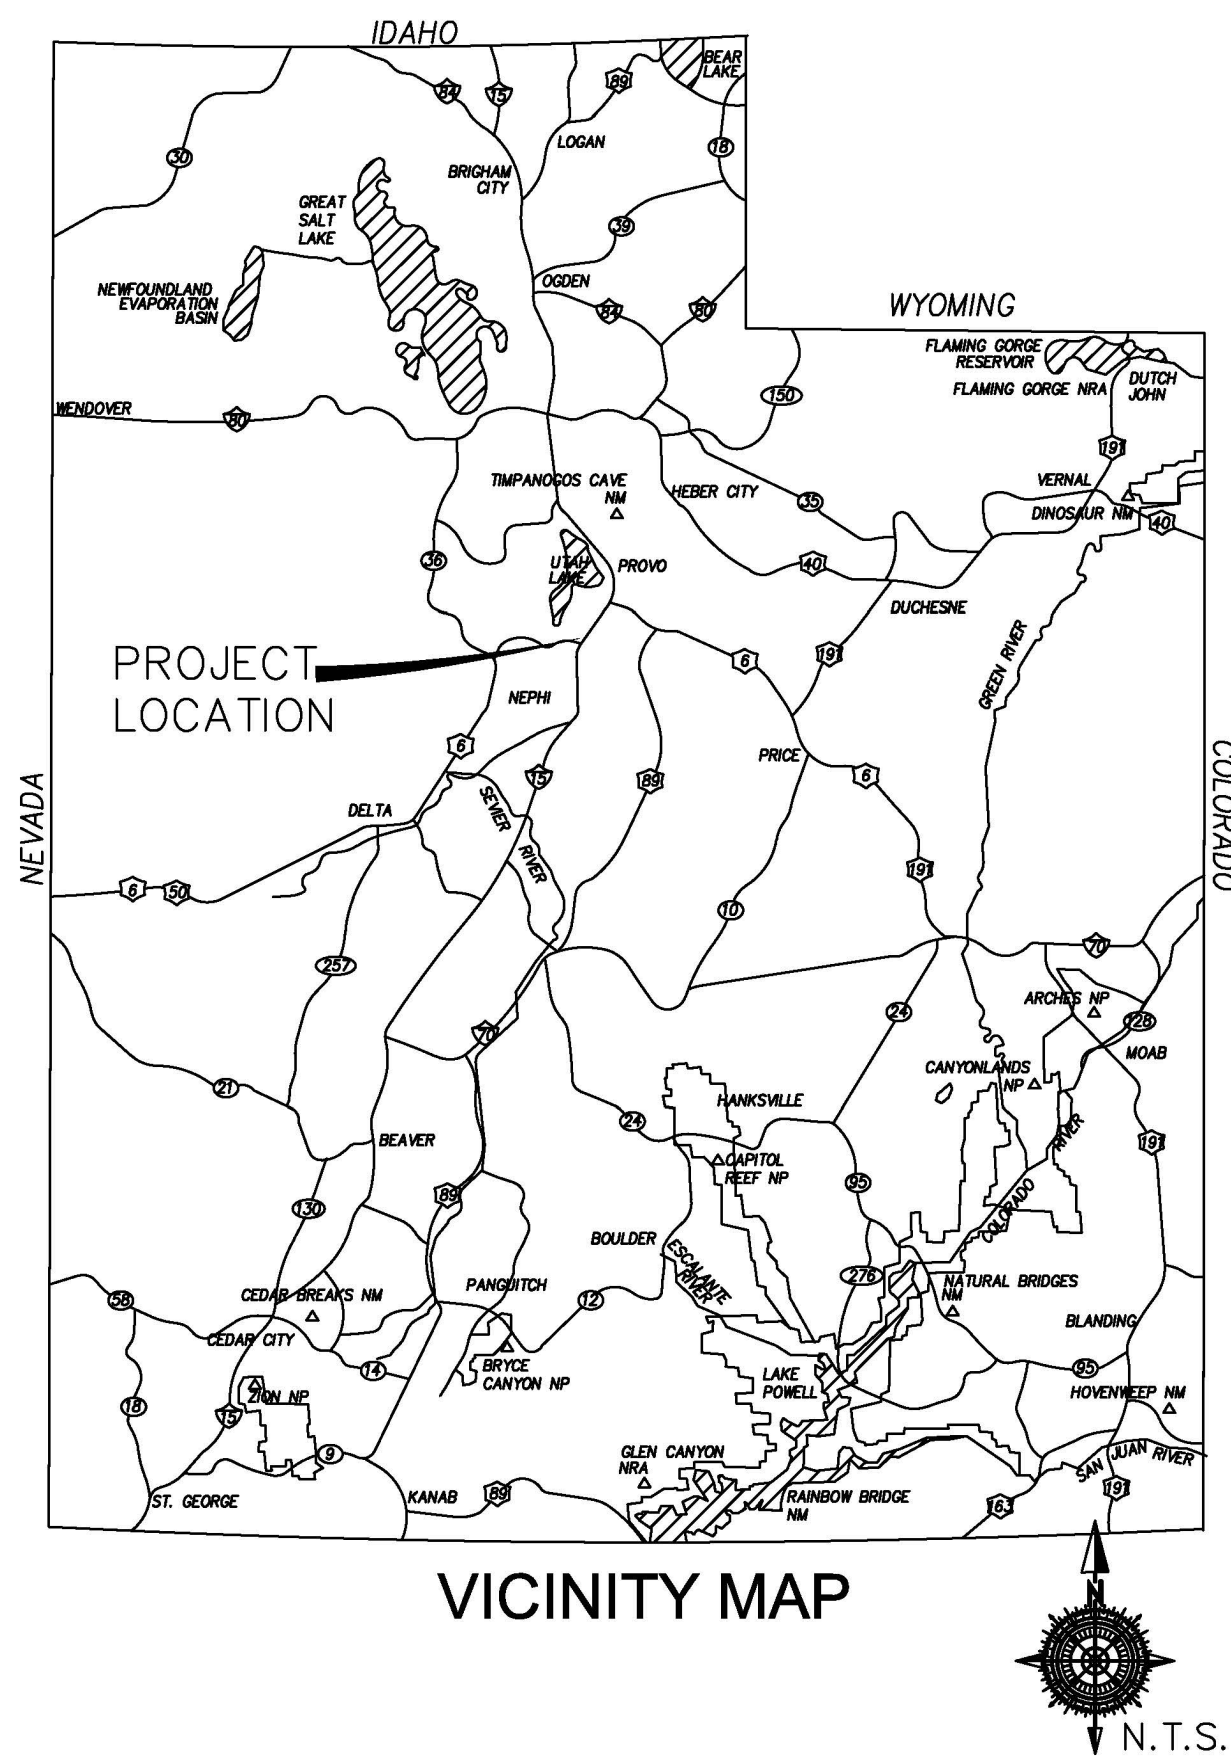 IDAHO
BEAR
LAKE
84
15
89
LOGAN
18
30
BRIGHAM
CITY
GREAT
SALT
LAKE
39
OGDEN
NEWFOUNDLAND
EVAPORATION
BASIN
84
80
WYOMING
FLAMING GORGE
RESERVOIR
FLAMING GORGE NRA
DUTCH
JOHN
150
WENDOVER
80
191
TIMPANOGOS CAVE
NM
HEBER CITY
35
VERNAL
DINOSAUR NM
40
36
UTAH
LAKE
PROVO
40
DUCHESNE
GREEN RIVER
PROJECT
LOCATION
6
191
NEPHI
6
15
89
PRICE
6
NEVADA
COLORADO
DELTA
SEVIER
RIVER
191
6
50
10
257
70
24
ARCHES NP
128
MOAB
70
21
CANYONLANDS
NP
HANKSVILLE
24
BEAVER
RIVER
191
CAPITOL
REEF NP
95
89
130
COLORADO
BOULDER
ESCALANTE
RIVER
276
NATURAL BRIDGES
NM
58
CEDAR BREAKS NM
PANGUITCH
12
BLANDING
CEDAR CITY
14
BRYCE
CANYON NP
LAKE
POWELL
95
HOVENWEEP NM
ZION NP
18
15
9
GLEN CANYON
NRA
SAN JUAN RIVER
ST. GEORGE
KANAB
89
RAINBOW BRIDGE
NM
163
191
VICINITY MAP
N
N.T.S.